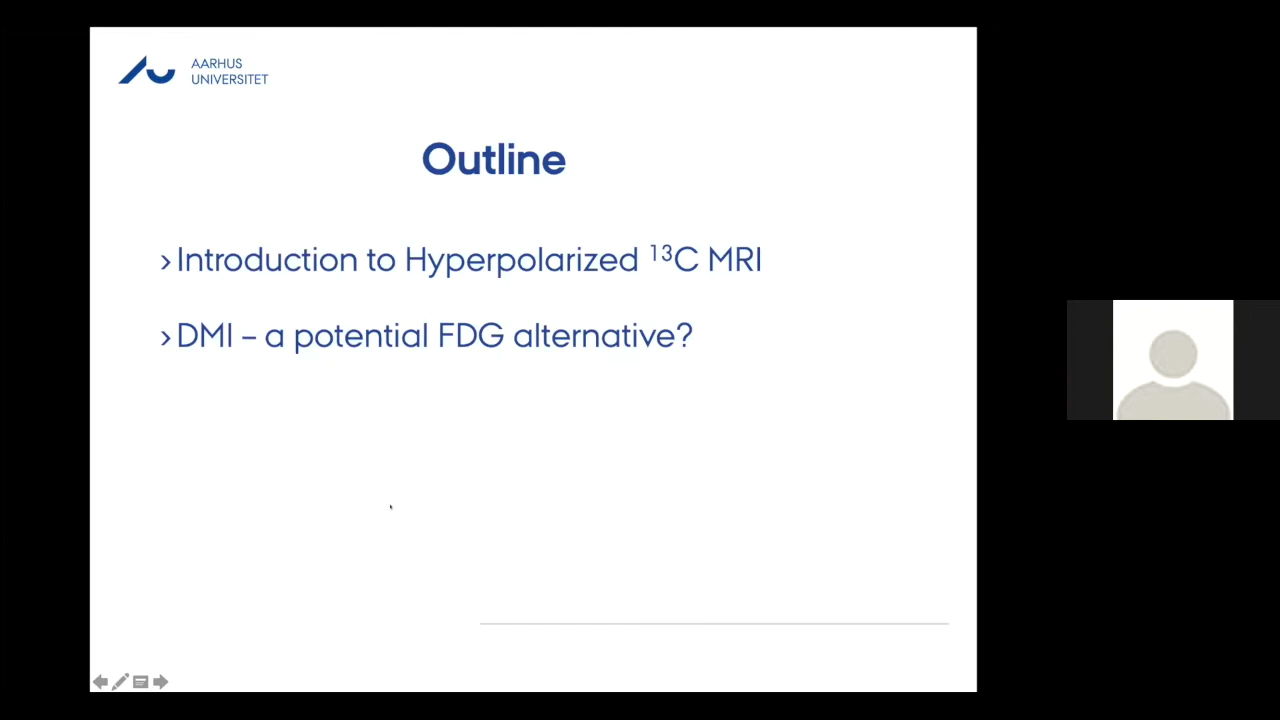 AARHUS
UNIVERSITET
Outline
› Introduction to Hyperpolarized ¹³C MRI
› DMI – a potential FDG alternative?